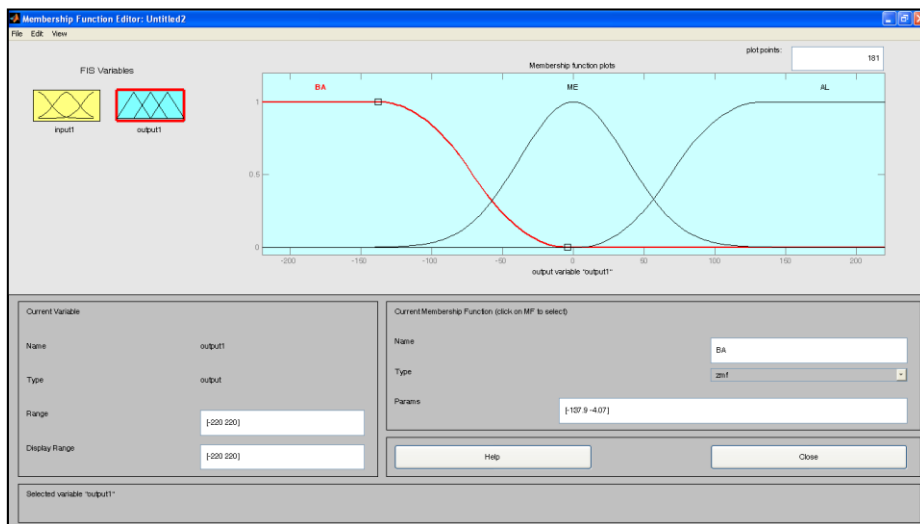 Membership Function Editor: Untitled2
File Edit View
FIS Variables
input1
output1
plot points:
181
Membership function plots
BA
ME
AL
1
0.5
0
-200 -150 -100 -50 0 50 100 150 200
output variable "output1"
Current Variable
Name output1
Type output
Range [-220 220]
Display Range [-220 220]
Current Membership Function (click on MF to select)
Name BA
Type zmf
Params [-137.9 -4.07]
Help
Close
Selected variable "output1"